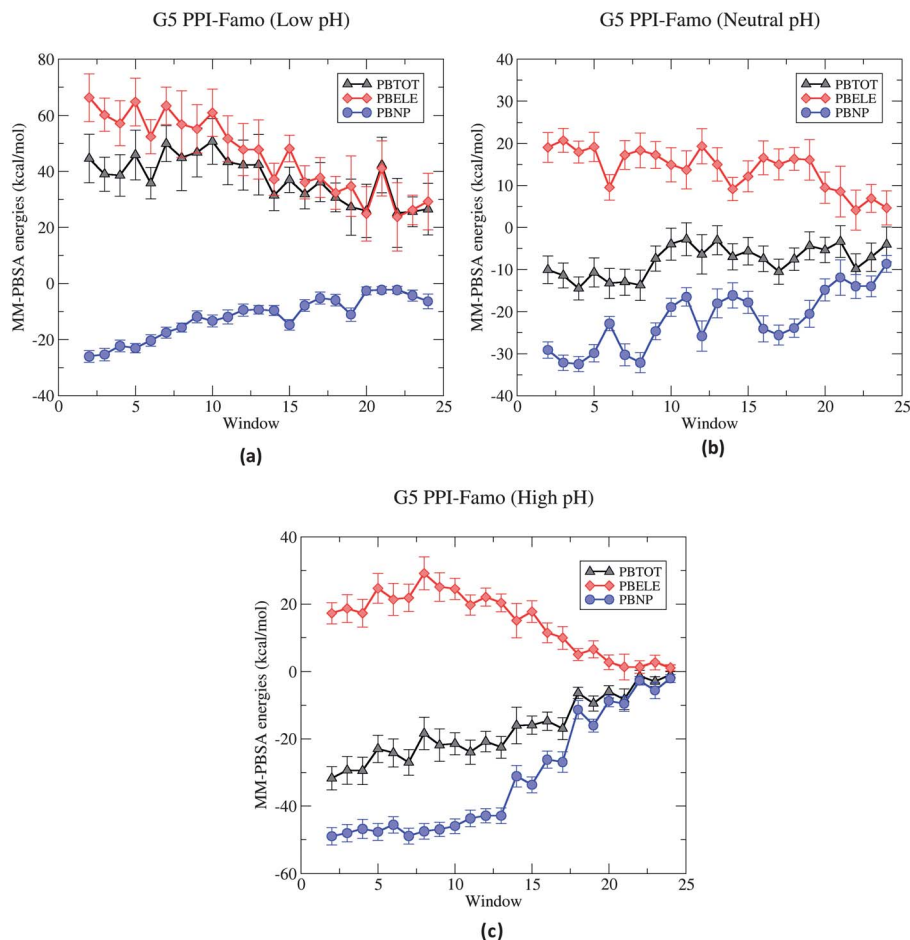 G5 PPI-Famo (Low pH)
MM-PBSA energies (kcal/mol)
80
60
40
20
0
-20
-40
PBTOT
PBELE
PBNP
0 5 10 15 20 25
Window
(a)
G5 PPI-Famo (Neutral pH)
MM-PBSA energies (kcal/mol)
40
30
20
10
0
-10
-20
-30
-40
PBTOT
PBELE
PBNP
0 5 10 15 20 25
Window
(b)
G5 PPI-Famo (High pH)
MM-PBSA energies (kcal/mol)
40
20
0
-20
-40
-60
PBTOT
PBELE
PBNP
0 5 10 15 20 25
Window
(c)